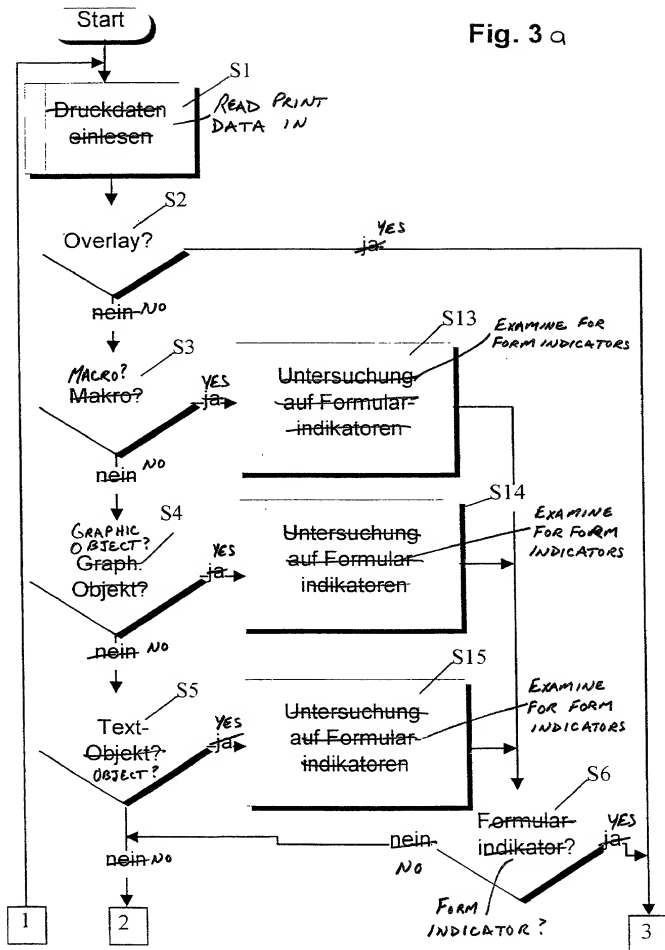 Start
Fig. 3a
S1
Druckdaten
einlesen
READ PRINT
DATA IN
S2
Overlay?
ja
YES
nein NO
S3
MACRO?
Makro?
YES
ja
S13
Untersuchung
auf Formular-
indikatoren
EXAMINE FOR
FORM INDICATORS
nein NO
S4
GRAPHIC
OBJECT?
Graph.
Objekt?
YES
ja
S14
Untersuchung
auf Formular-
indikatoren
EXAMINE
FOR FORM
INDICATORS
nein NO
S5
Text-
Objekt?
OBJECT?
YES
ja
S15
Untersuchung
auf Formular-
indikatoren
EXAMINE
FOR FORM
INDICATORS
S6
Formular-
indikator?
YES
ja
nein
NO
nein NO
FORM
INDICATOR?
1
2
3